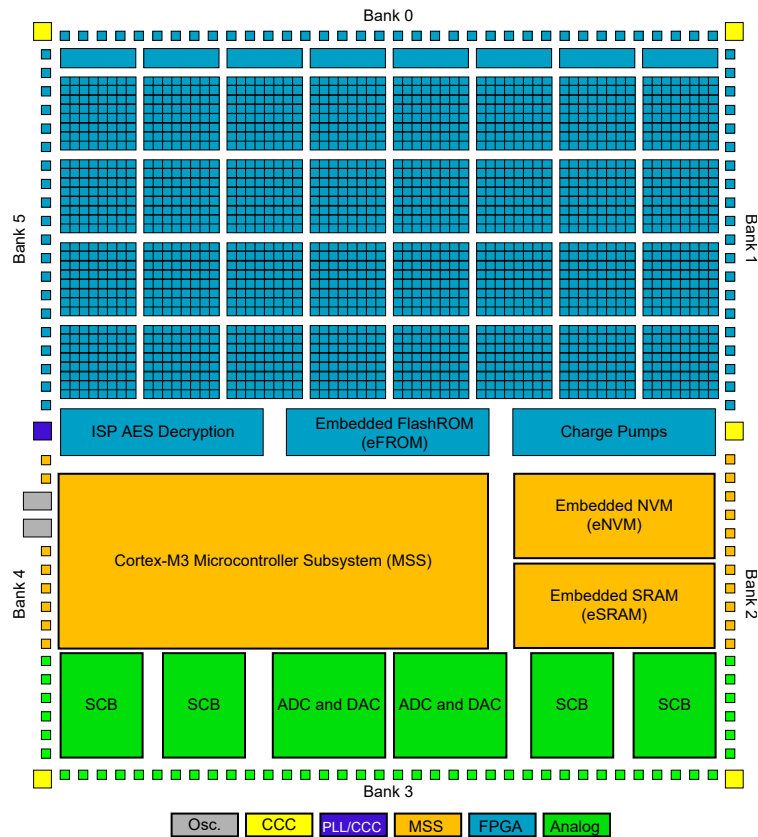 Bank 0
Bank 5
Bank 1
ISP AES Decryption
Embedded FlashROM
(eFROM)
Charge Pumps
Cortex-M3 Microcontroller Subsystem (MSS)
Embedded NVM
(eNVM)
Embedded SRAM
(eSRAM)
Bank 4
Bank 2
SCB
SCB
ADC and DAC
ADC and DAC
SCB
SCB
Bank 3
Osc.
CCC
PLL/CCC
MSS
FPGA
Analog